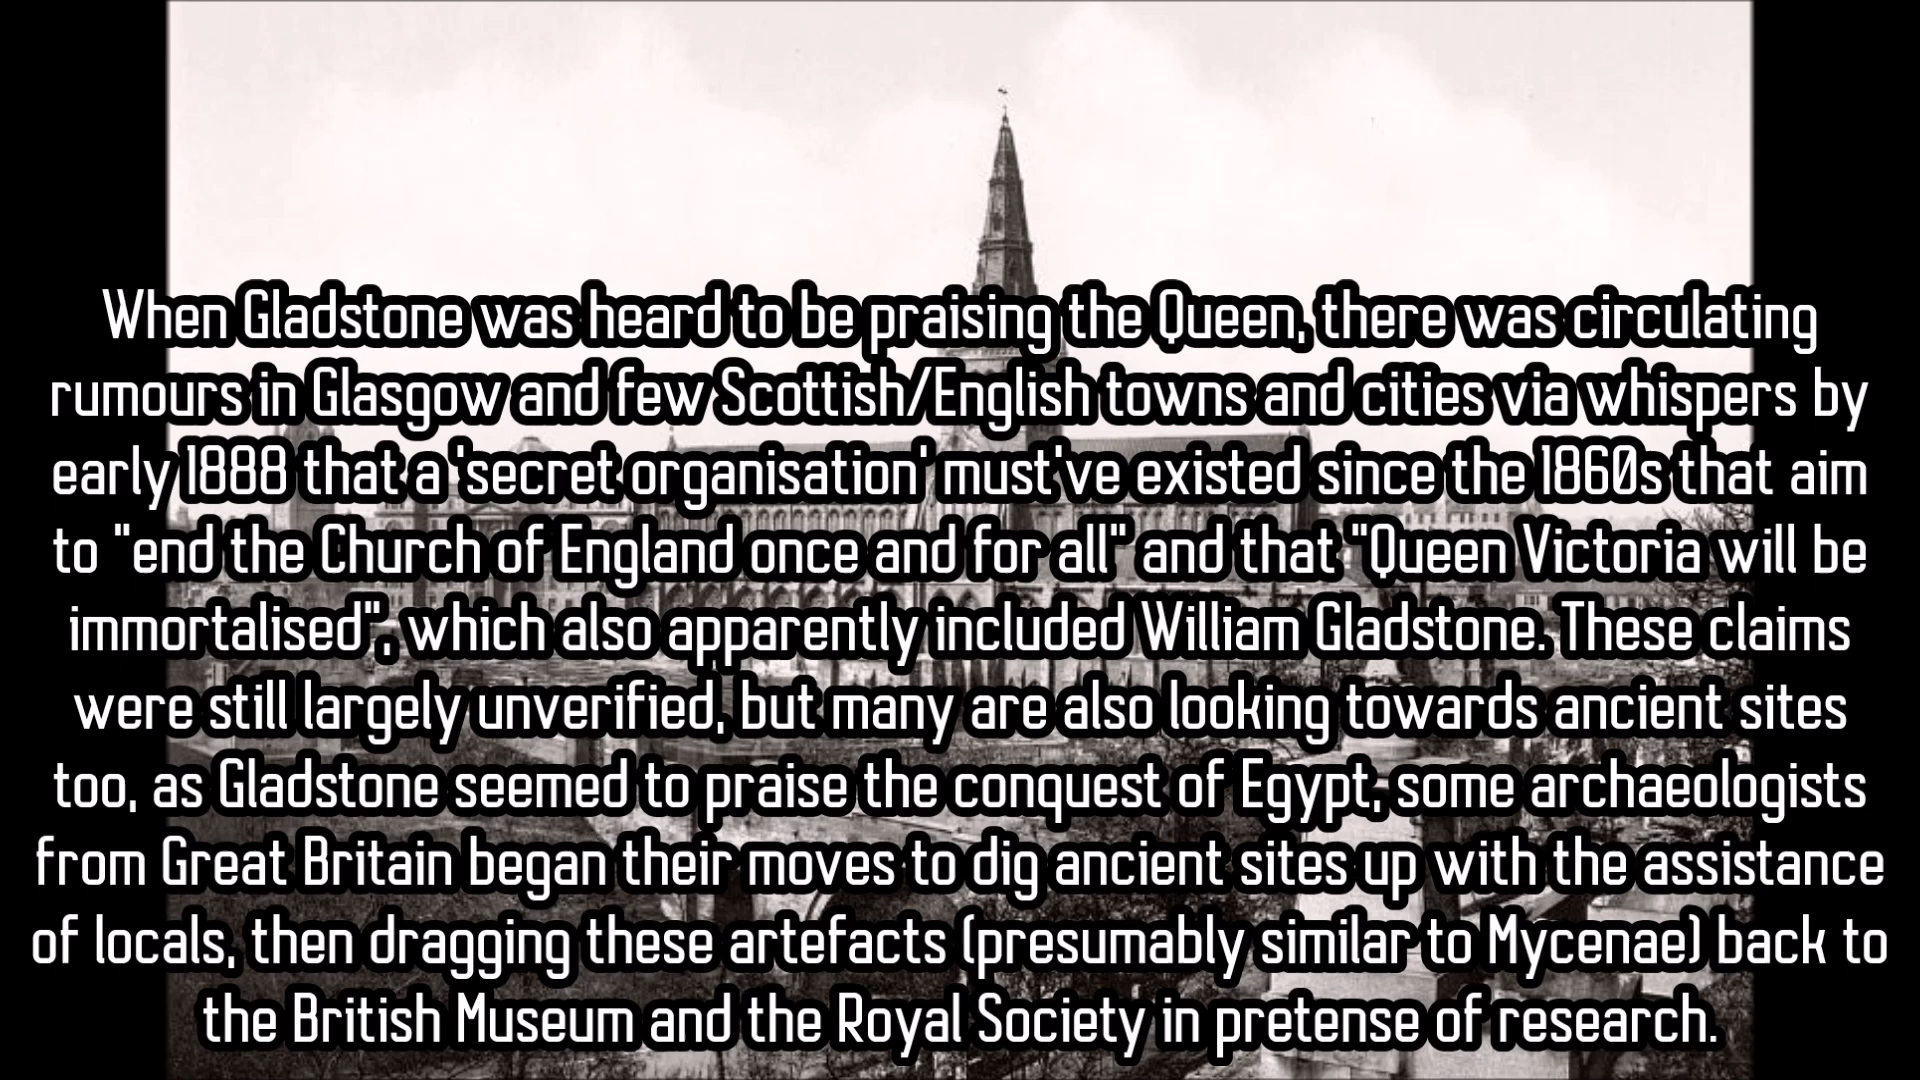 When Gladstone was heard to be praising the Queen, there was circulating
rumours in Glasgow and few Scottish/English towns and cities via whispers by
early 1888 that a 'secret organisation' must've existed since the 1860s that aim
to "end the Church of England once and for all" and that "Queen Victoria will be
immortalised", which also apparently included William Gladstone. These claims
were still largely unverified, but many are also looking towards ancient sites
too, as Gladstone seemed to praise the conquest of Egypt, some archaeologists
from Great Britain began their moves to dig ancient sites up with the assistance
of locals, then dragging these artefacts (presumably similar to Mycenae) back to
the British Museum and the Royal Society in pretense of research.